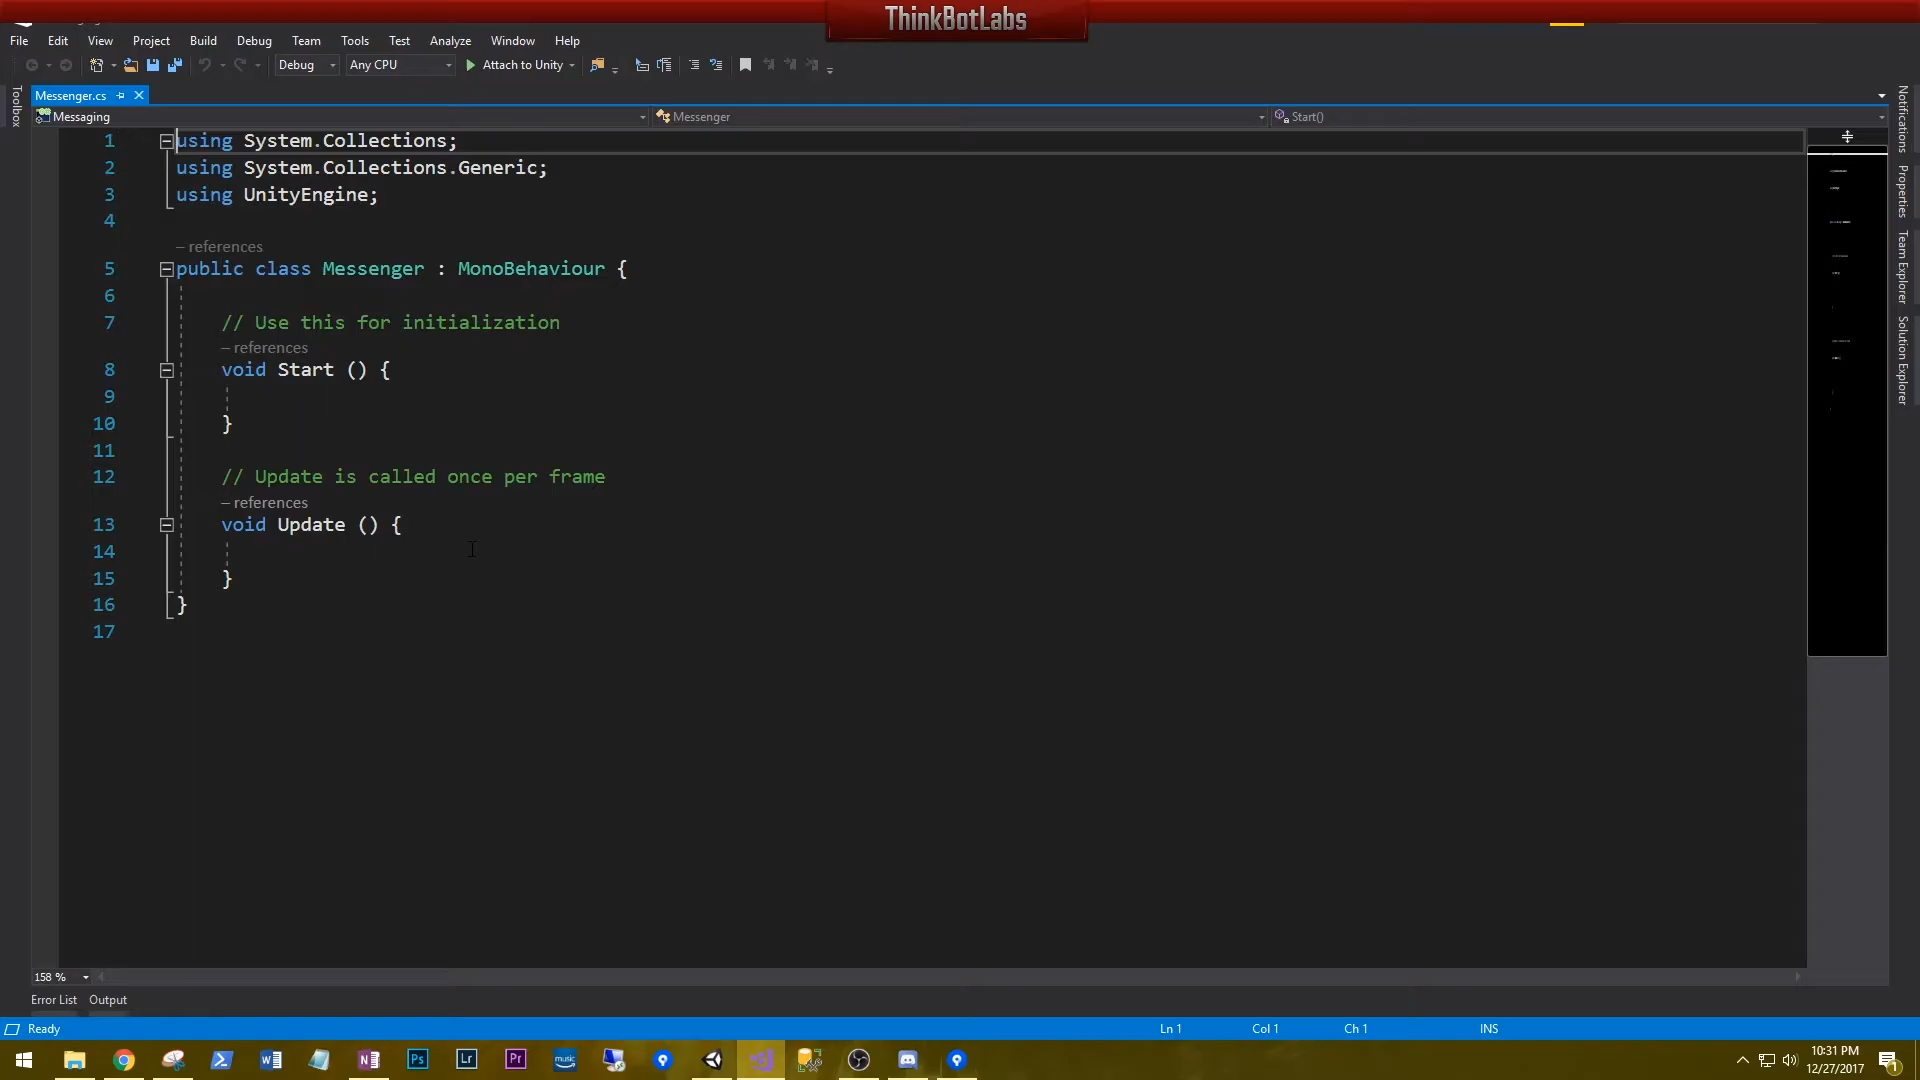 ThinkBotLabs
File Edit View Project Build Debug Team Tools Test Analyze Window Help
Debug Any CPU Attach to Unity
Messenger.cs
Messaging Messenger Start()
Toolbox
Notifications
Properties
Team Explorer
Solution Explorer
1 using System.Collections;
2 using System.Collections.Generic;
3 using UnityEngine;
4
– references
5 public class Messenger : MonoBehaviour {
6
7 // Use this for initialization
– references
8 void Start () {
9
10 }
11
12 // Update is called once per frame
– references
13 void Update () {
14
15 }
16 }
17
158 %
Error List Output
Ready Ln 1 Col 1 Ch 1 INS
W N Ps Lr Pr music
10:31 PM
12/27/2017
1